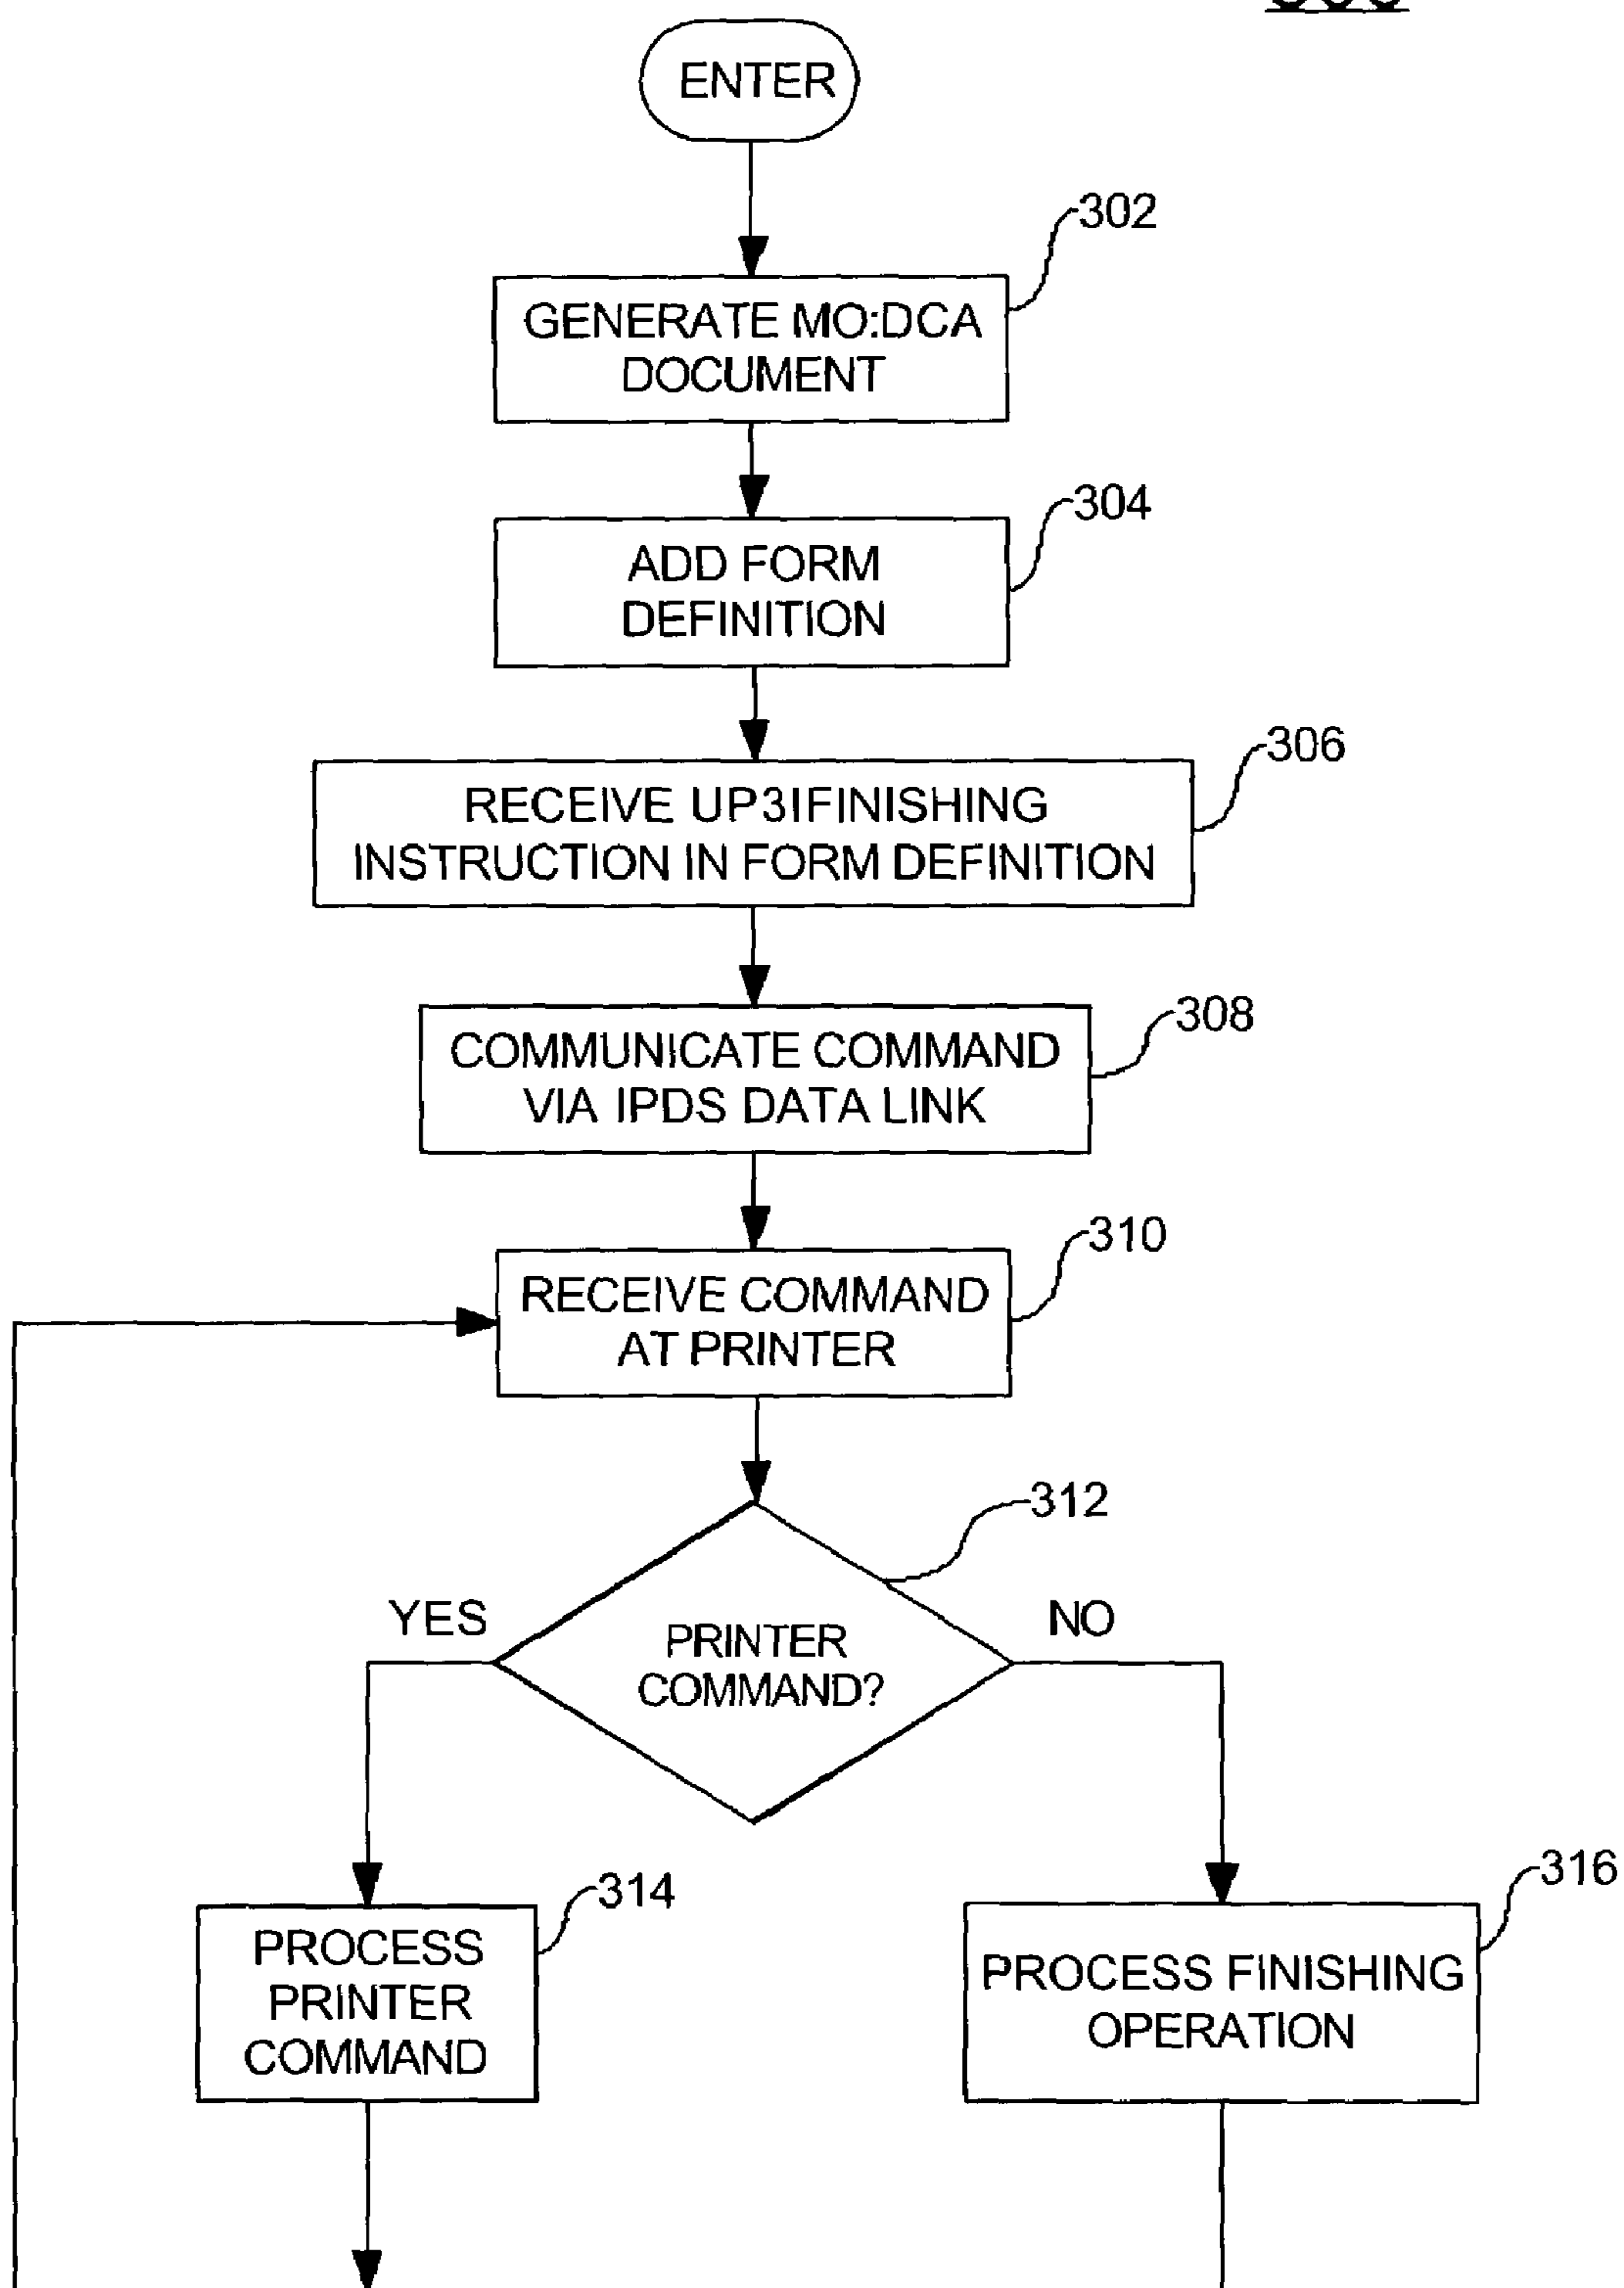 ENTER
302
GENERATE MO:DCA
DOCUMENT
304
ADD FORM
DEFINITION
306
RECEIVE UP3IFINISHING
INSTRUCTION IN FORM DEFINITION
308
COMMUNICATE COMMAND
VIA IPDS DATA LINK
310
RECEIVE COMMAND
AT PRINTER
312
YES
NO
PRINTER
COMMAND?
314
316
PROCESS
PRINTER
COMMAND
PROCESS FINISHING
OPERATION